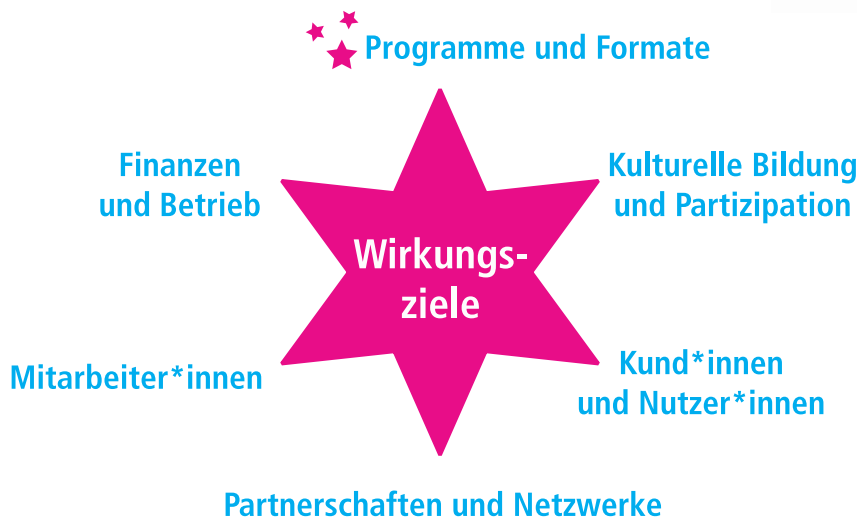 Programme und Formate
Finanzen
und Betrieb
Kulturelle Bildung
und Partizipation
Wirkungs-
ziele
Mitarbeiter*innen
Kund*innen
und Nutzer*innen
Partnerschaften und Netzwerke